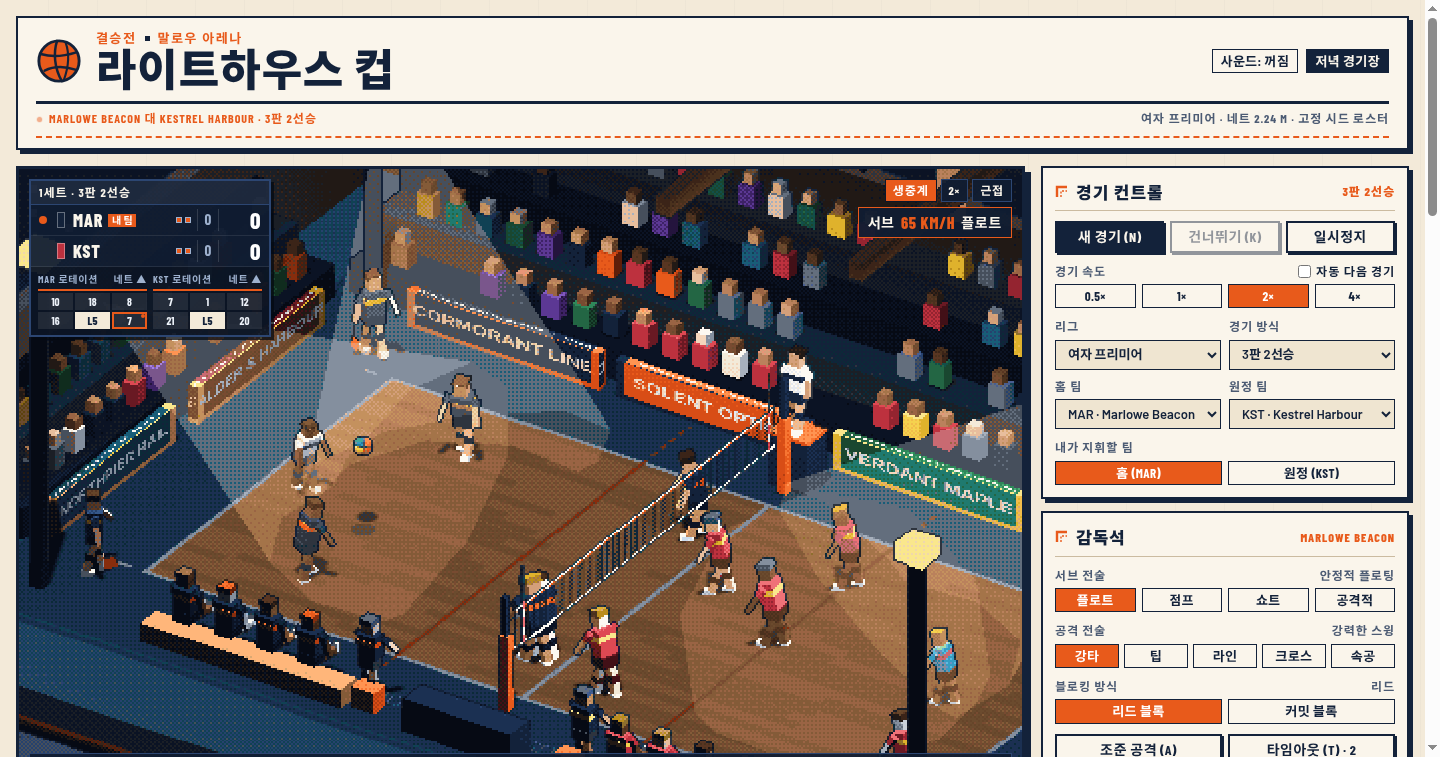 결승전 ▪ 말로우 아레나
라이트하우스 컵
사운드: 꺼짐
저녁 경기장
MARLOWE BEACON 대 KESTREL HARBOUR · 3판 2선승
여자 프리미어 · 네트 2.24 M · 고정 시드 로스터
1세트 · 3판 2선승
MAR 내 팀 0 0
KST 0 0
MAR 로테이션 네트 ▲ KST 로테이션 네트 ▲
10 18 8 7 1 12
16 L5 7 21 L5 20
생중계 2× 근접
서브 65 KM/H 플로트
CORMORANT LINE
SOLENT OPT
VERDANT MAPLE
ALDER & HARBOUR
경기 컨트롤
3판 2선승
새 경기 (N)
건너뛰기 (K)
일시정지
경기 속도
자동 다음 경기
0.5× 1× 2× 4×
리그
경기 방식
여자 프리미어
3판 2선승
홈 팀
원정 팀
MAR · Marlowe Beacon
KST · Kestrel Harbour
내가 지휘할 팀
홈 (MAR)
원정 (KST)
감독석
MARLOWE BEACON
서브 전술
안정적 플로팅
플로트 점프 쇼트 공격적
공격 전술
강력한 스윙
강타 팁 라인 크로스 속공
블로킹 방식
리드
리드 블록
커밋 블록
조준 공격 (A)
타임아웃 (T) · 2